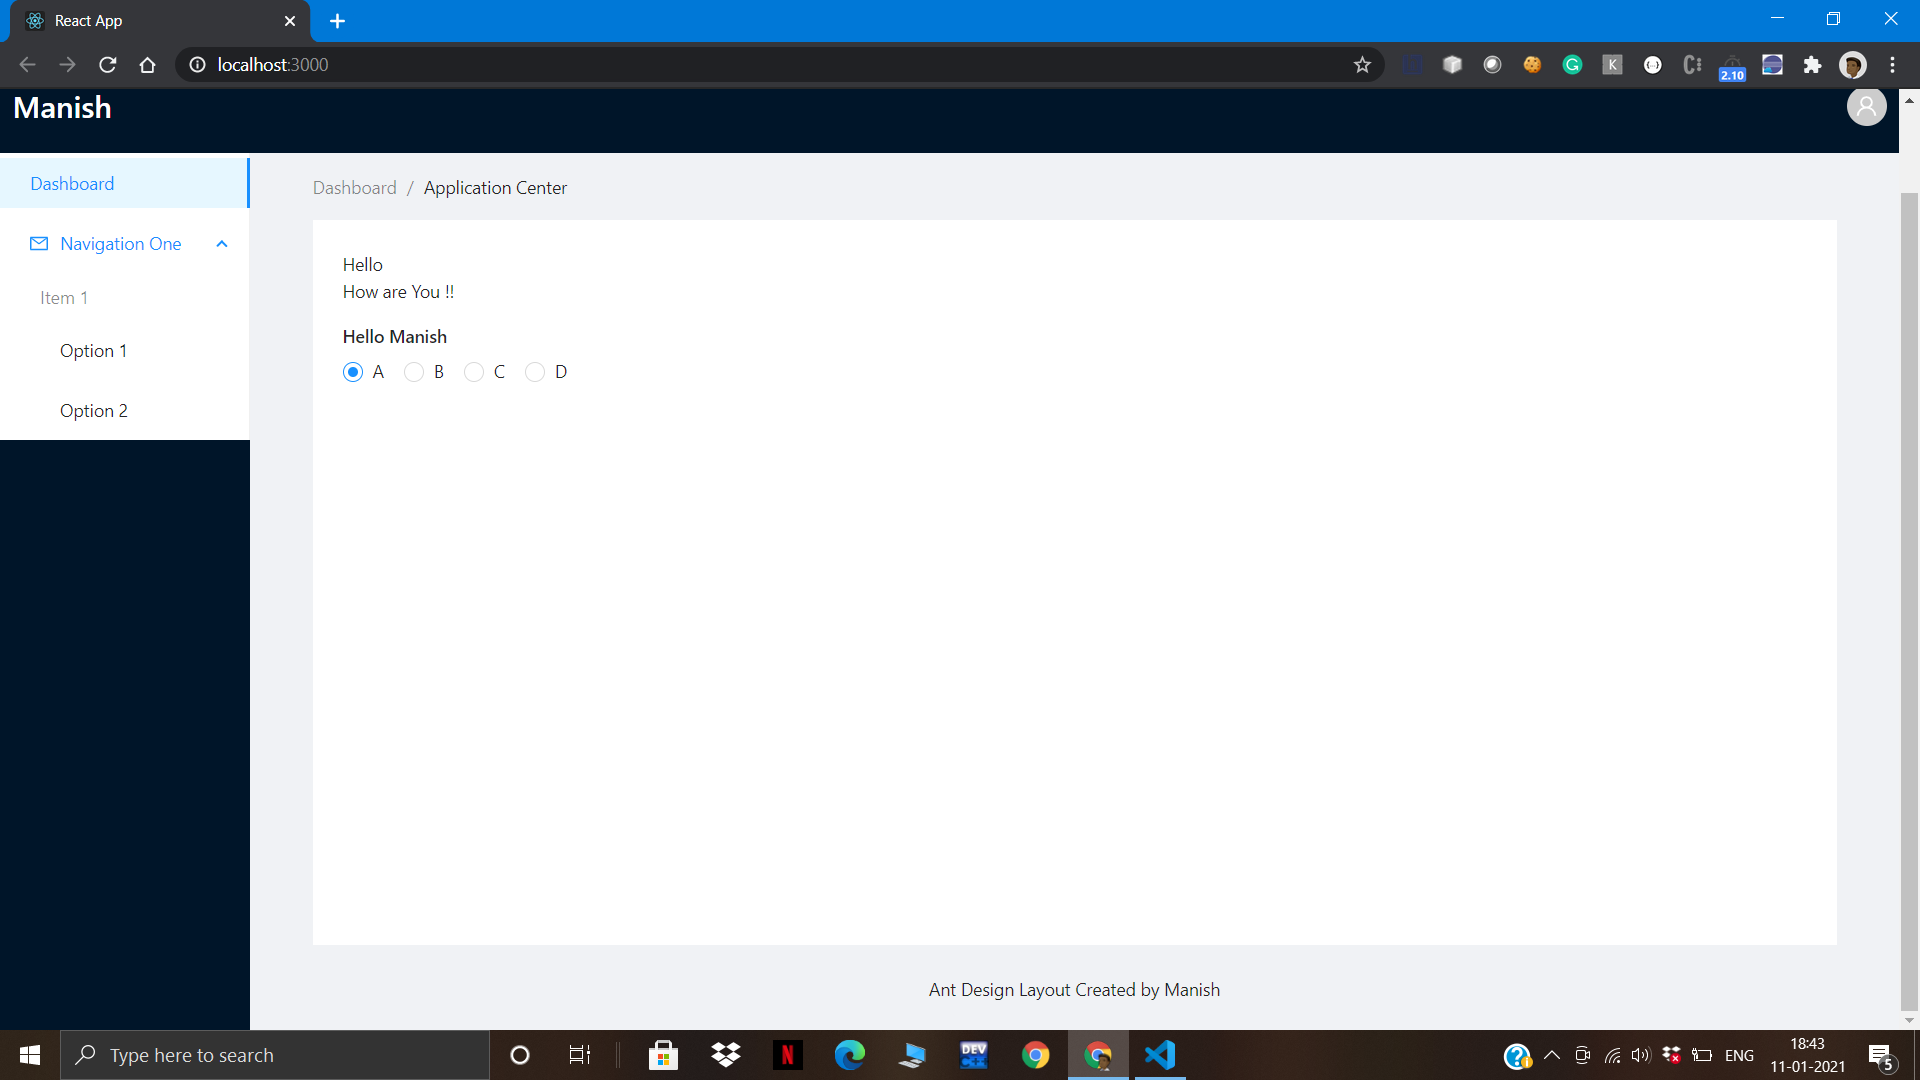 React App
localhost:3000
K
2.10
Manish
Dashboard
Dashboard / Application Center
Navigation One
Hello
How are You !!
Item 1
Hello Manish
Option 1
A B C D
Option 2
Ant Design Layout Created by Manish
Type here to search
N
DEV
ENG
18:43
11-01-2021
5